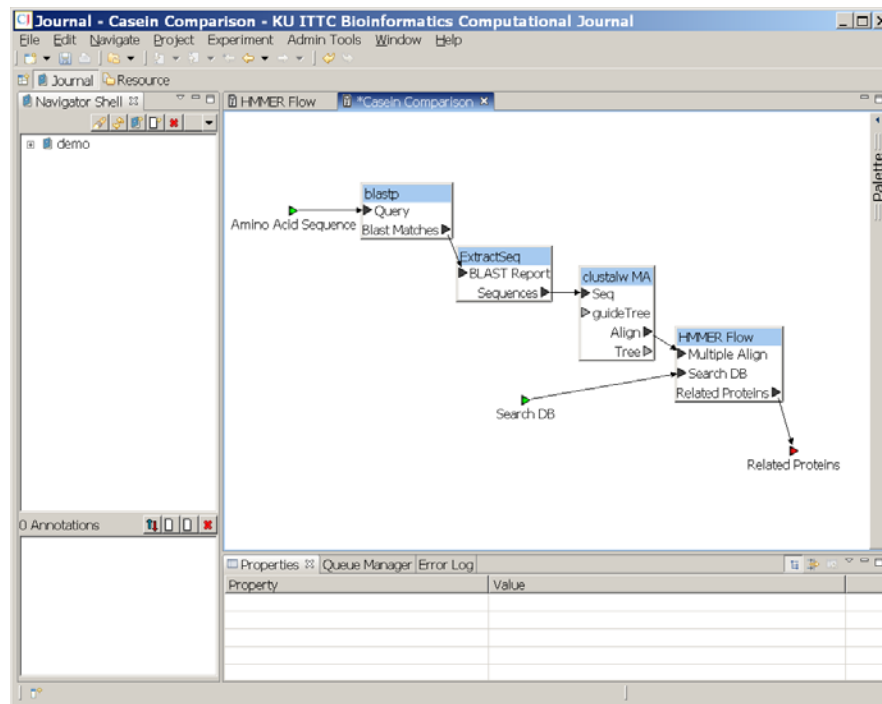 Journal - Casein Comparison - KU ITTC Bioinformatics Computational Journal
File Edit Navigate Project Experiment Admin Tools Window Help
Journal Resource
Navigator Shell
HMMER Flow
*Casein Comparison
demo
Palette
blastp
Query
Blast Matches
Amino Acid Sequence
ExtractSeq
BLAST Report
Sequences
clustalw MA
Seq
guideTree
Align
Tree
HMMER Flow
Multiple Align
Search DB
Related Proteins
Search DB
Related Proteins
0 Annotations
Properties Queue Manager Error Log
Property Value